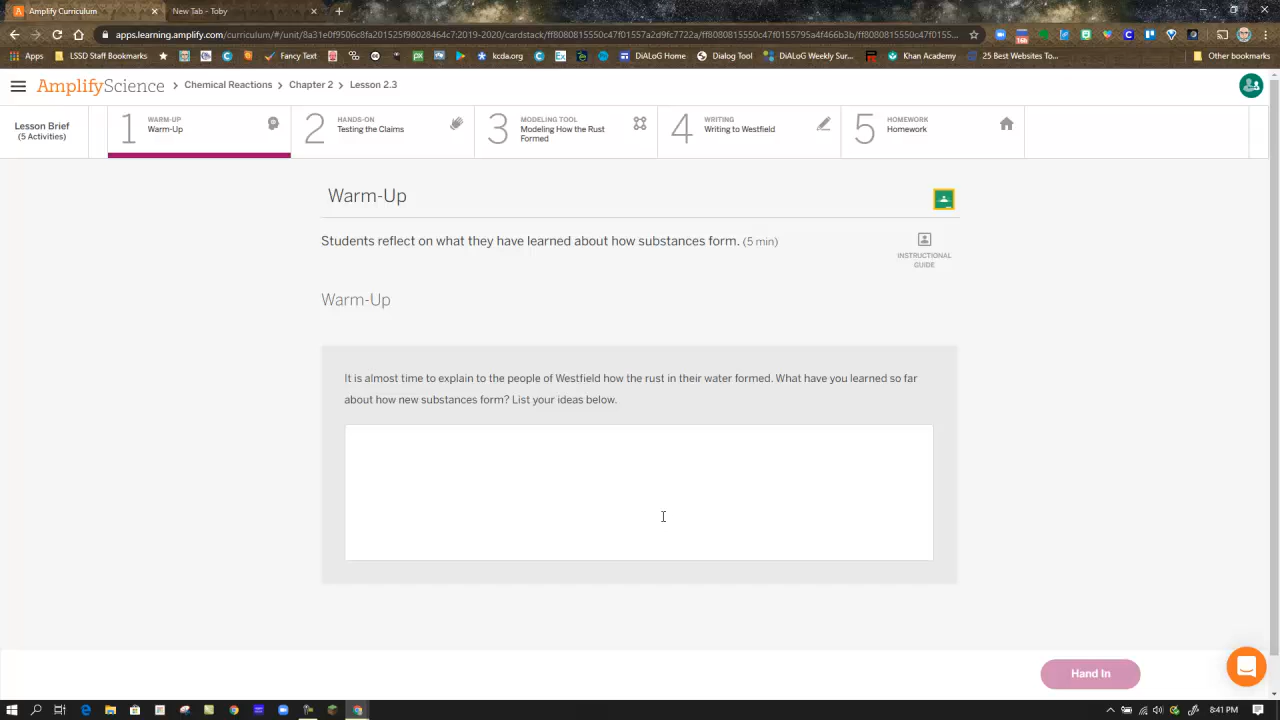 Amplify Curriculum
New Tab - Toby
apps.learning.amplify.com/curriculum/#/unit/8a31e0f9506c8fa201525f98028464c7:2019-2020/cardstack/ff8080815550c47f01557a2d9fc7722a/ff8080815550c47f0155795a4f466b3b/ff8080815550c47f0155...
Apps
LSSD Staff Bookmarks
Fancy Te
kcda.org
DiALoG Home
Dialog Tool
DiALoG Weekly Sur...
Khan Academy
25 Best Websites To...
Other bookmarks
AmplifyScience > Chemical Reactions > Chapter 2 > Lesson 2.3
Lesson Brief
(5 Activities)
1
WARM-UP
Warm-Up
2
HANDS-ON
Testing the Claims
3
MODELING TOOL
Modeling How the Rust
Formed
4
WRITING
Writing to Westfield
5
HOMEWORK
Homework
Warm-Up
Students reflect on what they have learned about how substances form. (5 min)
INSTRUCTIONAL
GUIDE
Warm-Up
It is almost time to explain to the people of Westfield how the rust in their water formed. What have you learned so far
about how new substances form? List your ideas below.
Hand In
8:41 PM